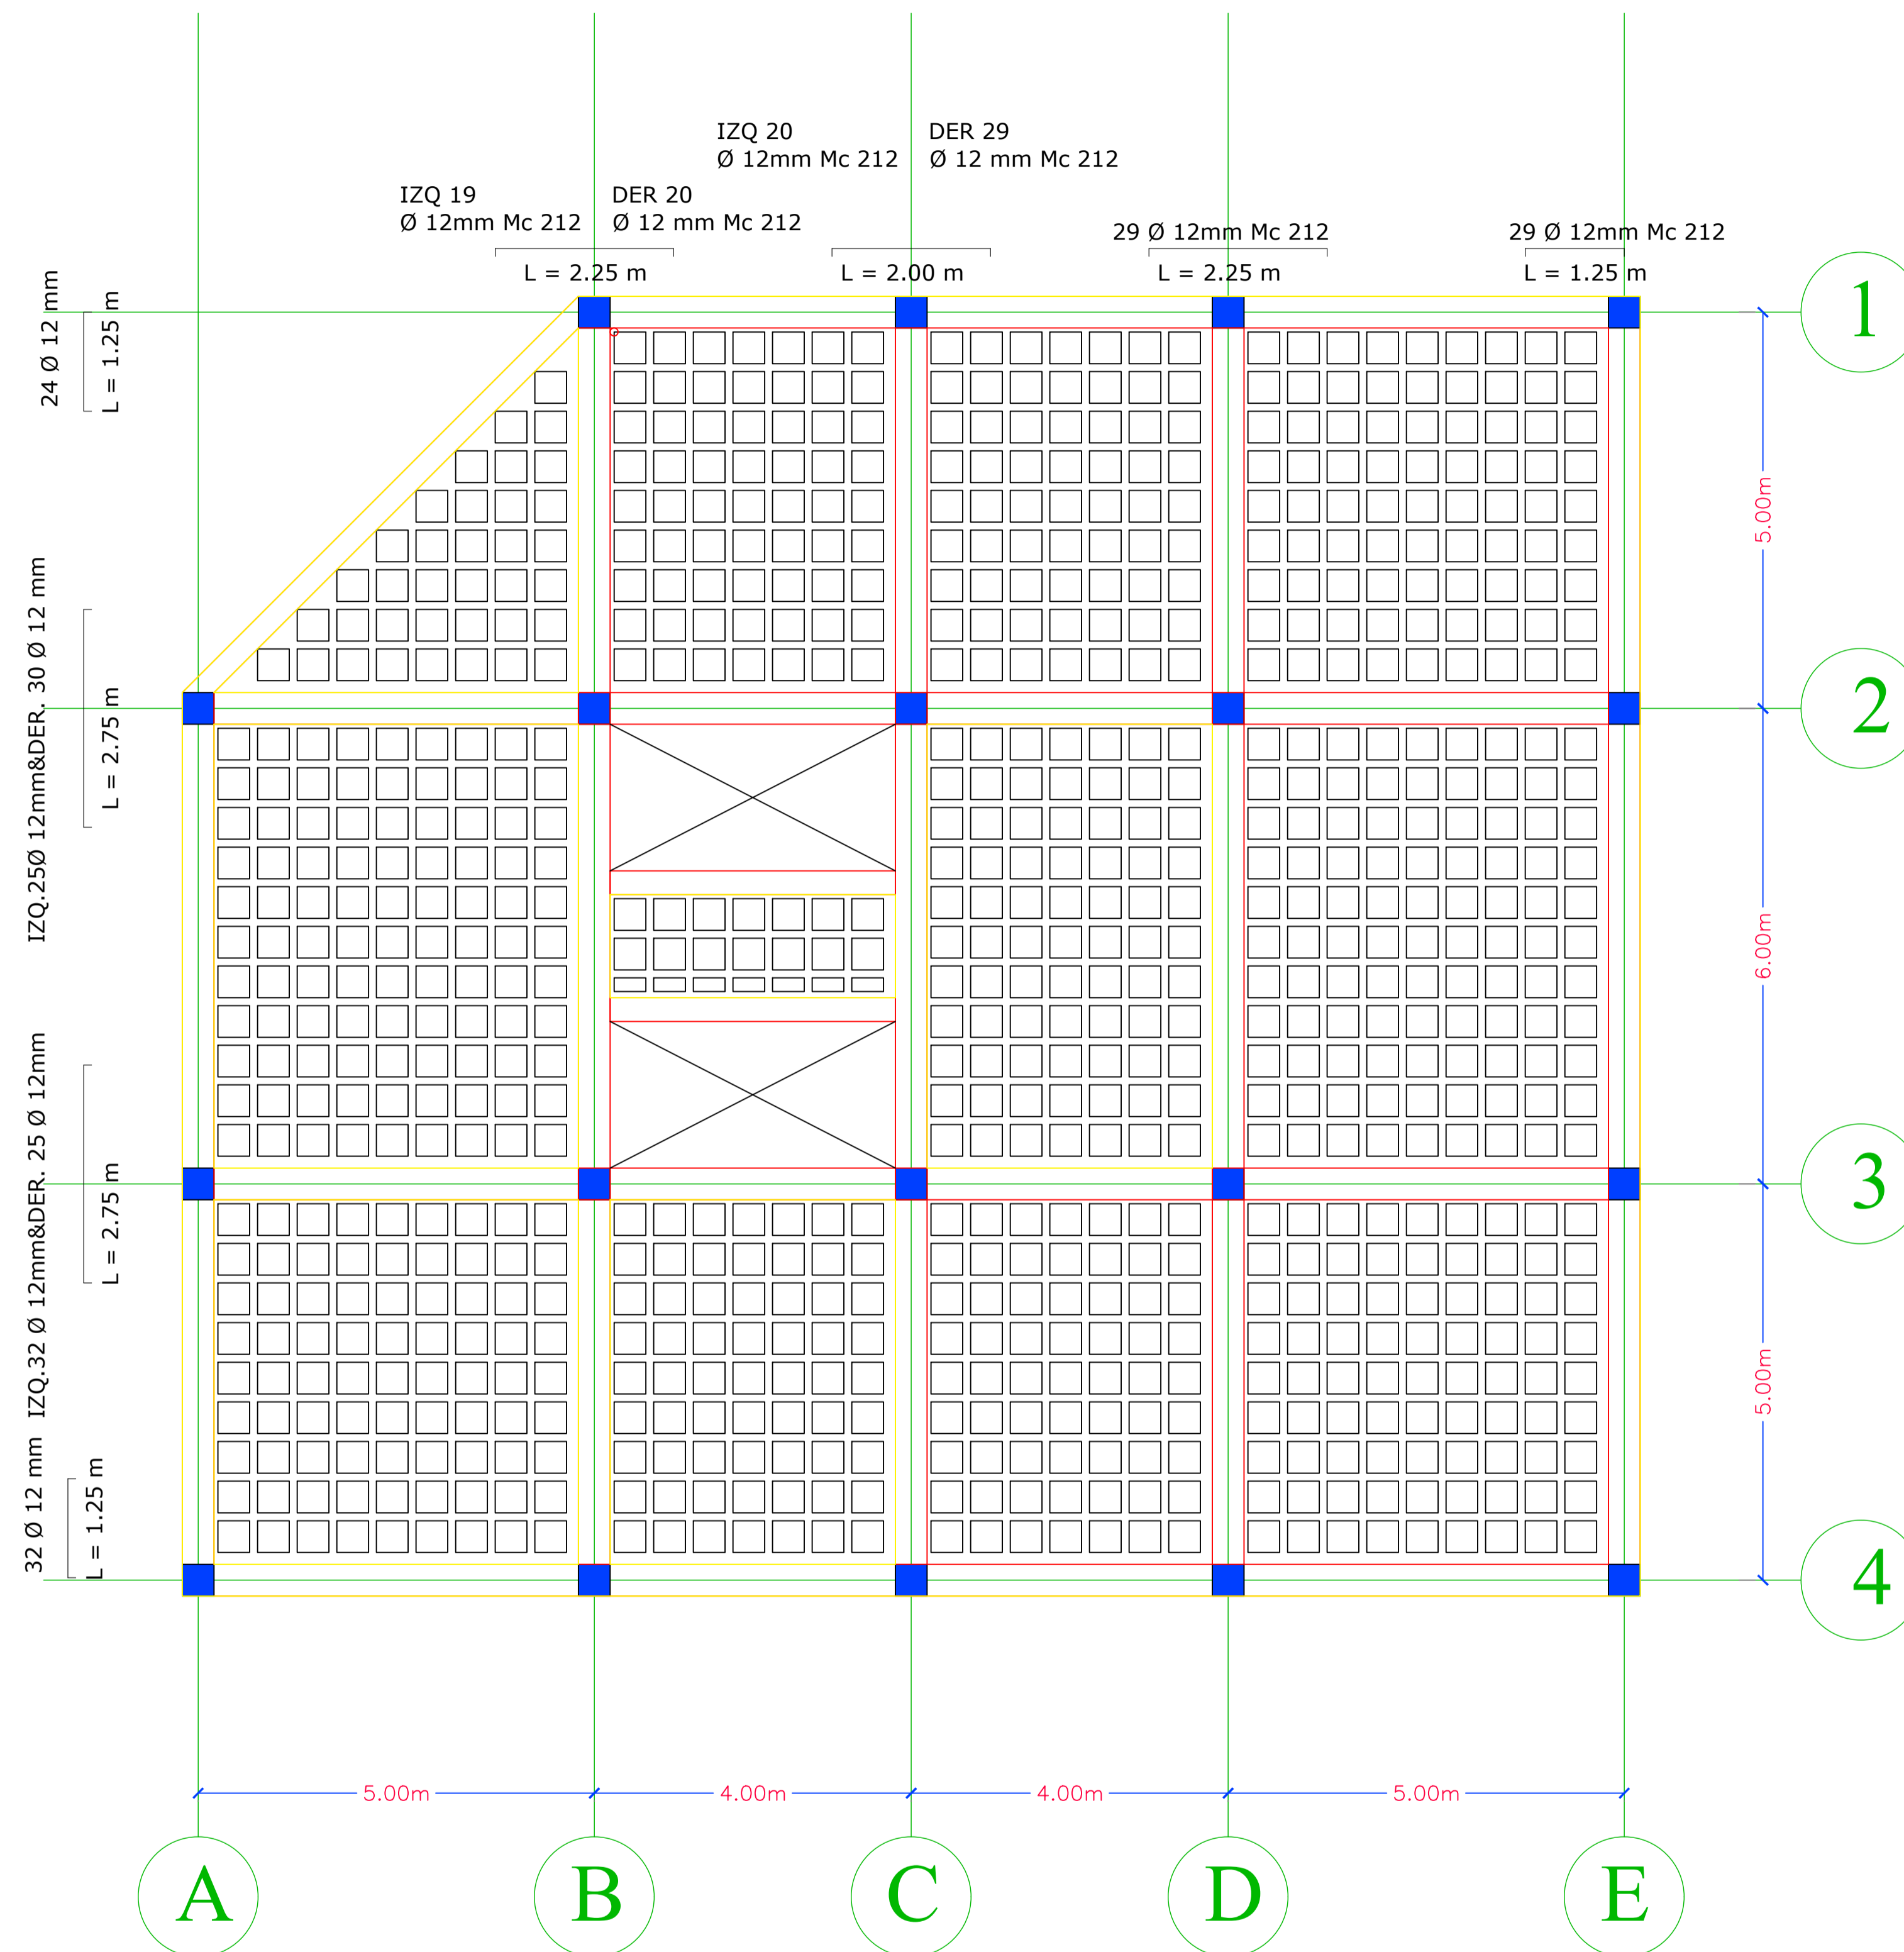 IZQ 20
Ø 12mm Mc 212
DER 29
Ø 12 mm Mc 212
IZQ 19
Ø 12mm Mc 212
DER 20
Ø 12 mm Mc 212
29 Ø 12mm Mc 212
29 Ø 12mm Mc 212
L = 2.25 m
L = 2.00 m
L = 2.25 m
L = 1.25 m
24 Ø 12 mm
L = 1.25 m
1
5.00m
IZQ.25Ø 12mm&DER. 30 Ø 12 mm
L = 2.75 m
2
6.00m
IZQ.32 Ø 12mm&DER. 25 Ø 12mm
L = 2.75 m
3
5.00m
32 Ø 12 mm
L = 1.25 m
4
5.00m
4.00m
4.00m
5.00m
A
B
C
D
E